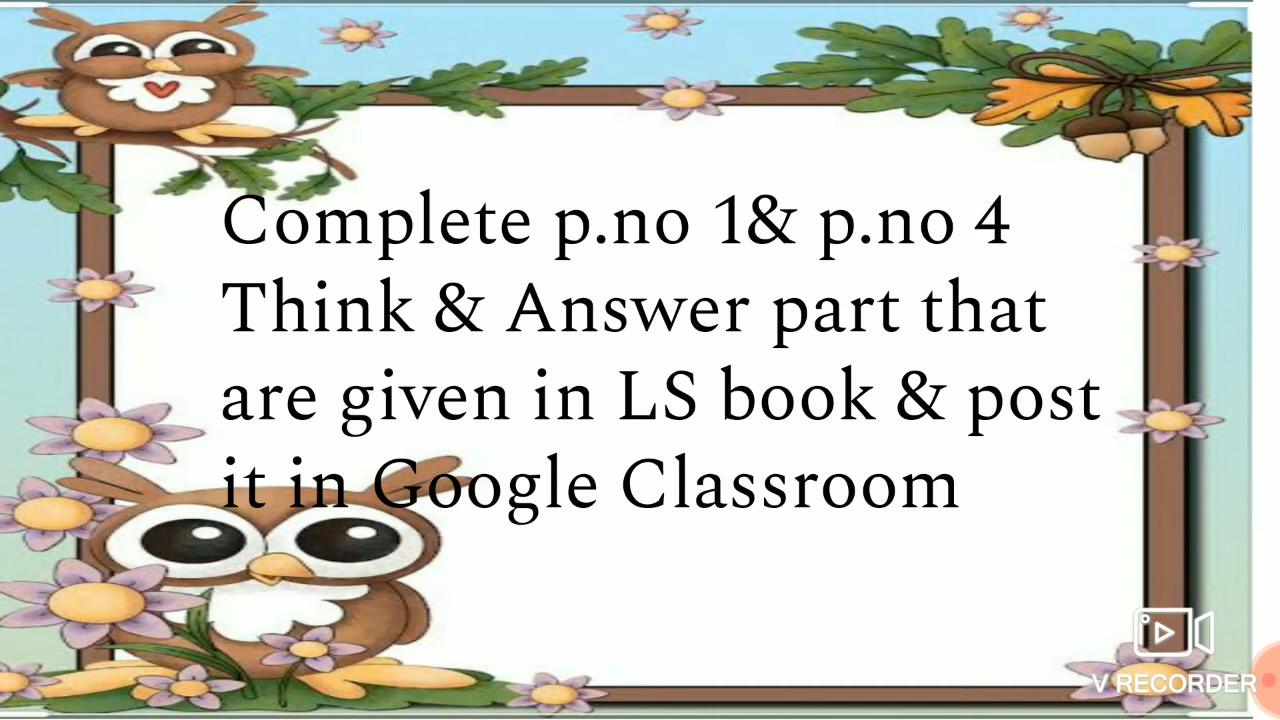 Complete p.no 1& p.no 4
Think & Answer part that
are given in LS book & post
it in Google Classroom
V RECORDER